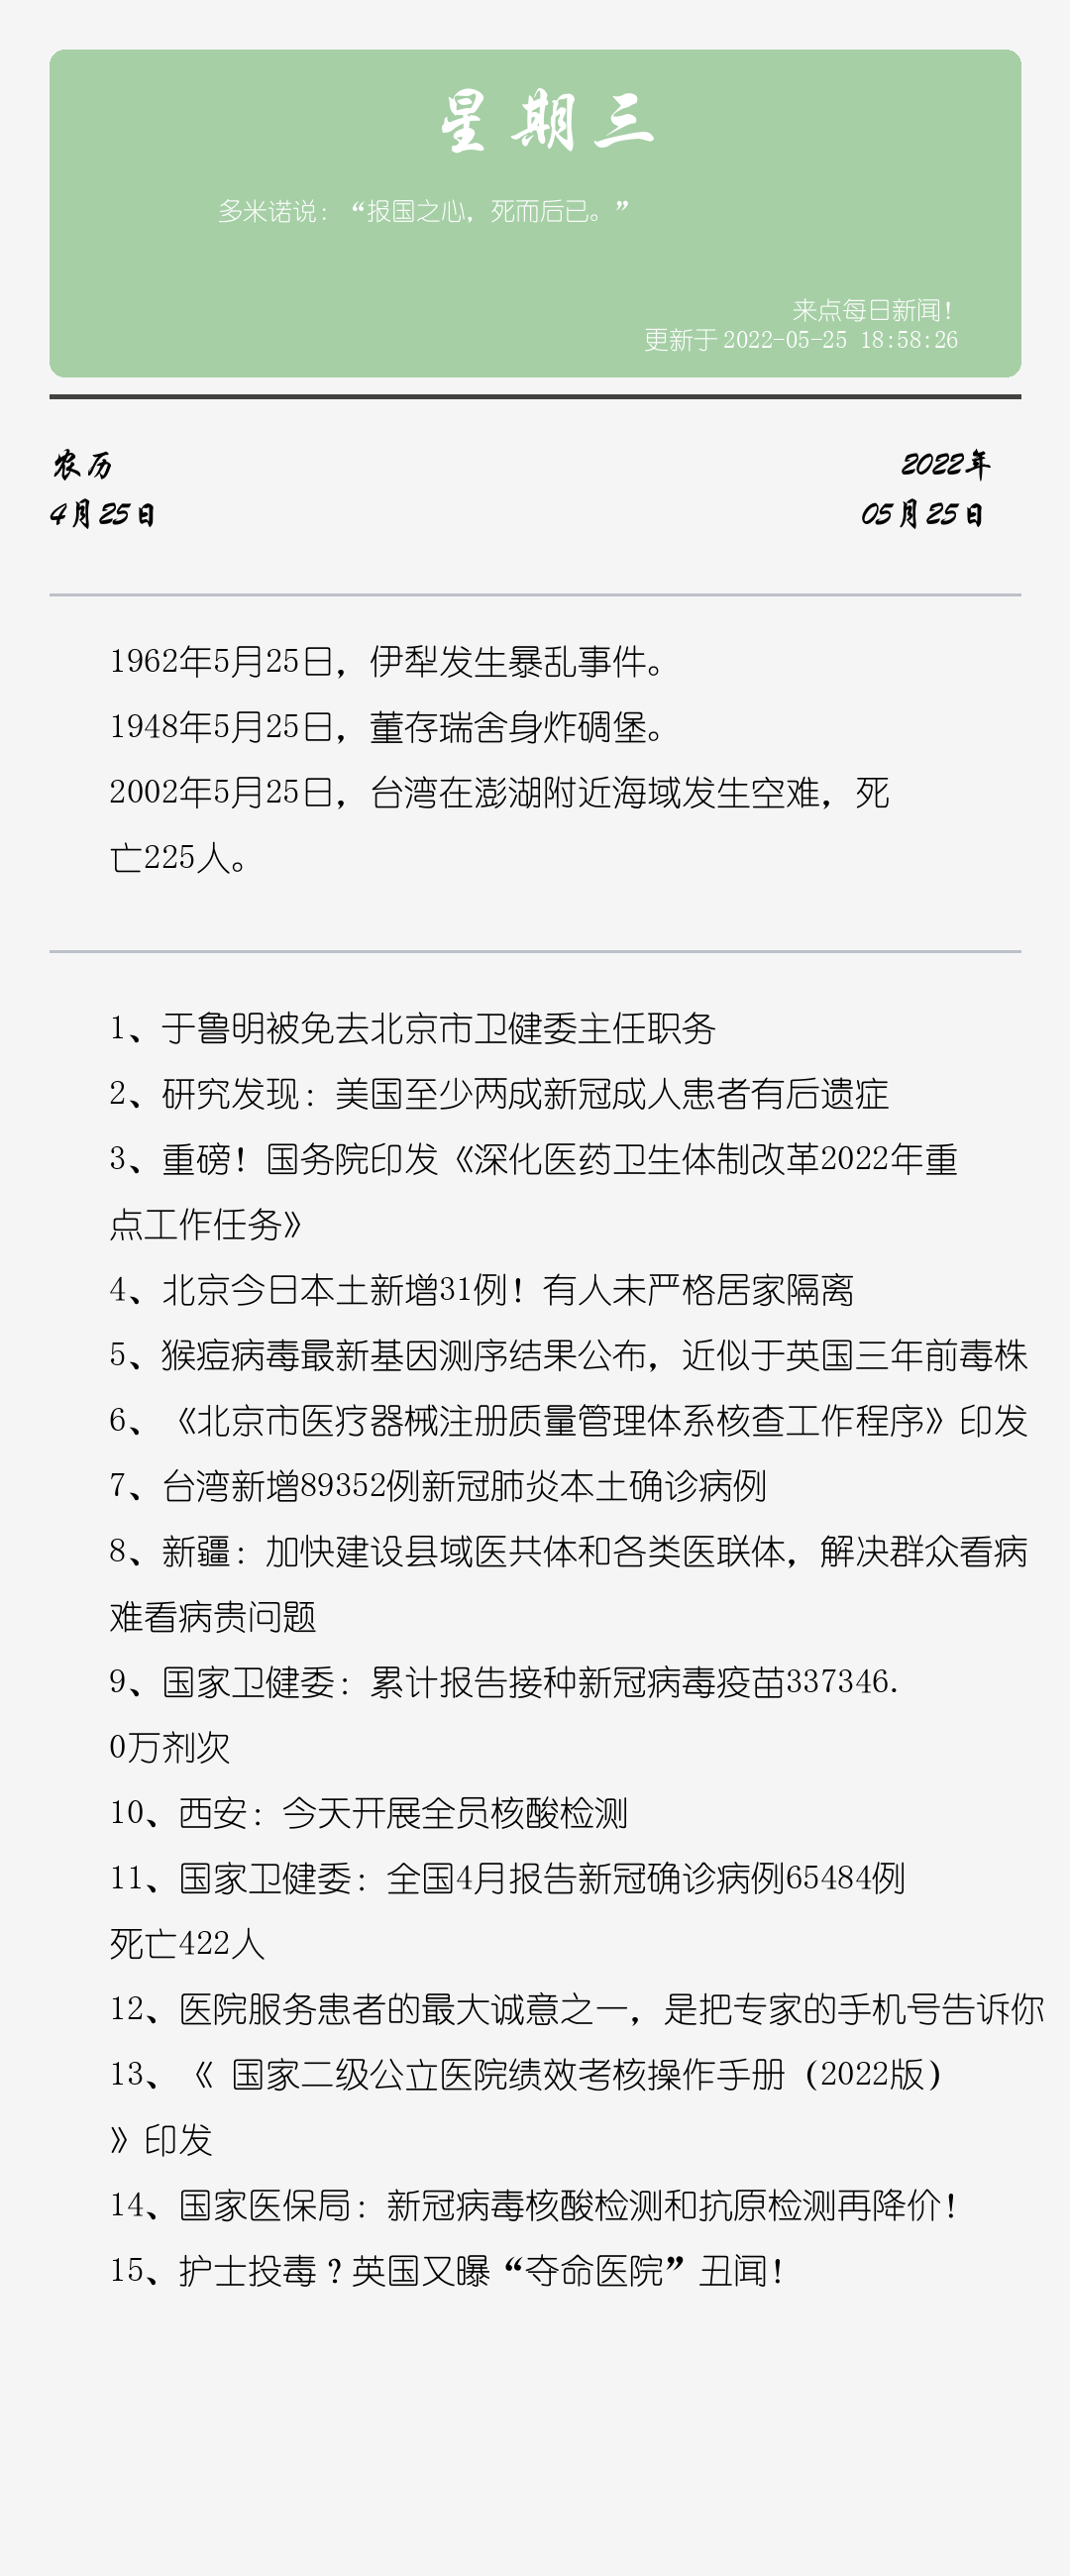 星期三
多米诺说：“报国之心，死而后已。”
来点每日新闻！
更新于 2022-05-25 18:58:26
农历
4月25日
2022年
05月25日
1962年5月25日，伊犁发生暴乱事件。
1948年5月25日，董存瑞舍身炸碉堡。
2002年5月25日，台湾在澎湖附近海域发生空难，死
亡225人。
1、于鲁明被免去北京市卫健委主任职务
2、研究发现：美国至少两成新冠成人患者有后遗症
3、重磅！国务院印发《深化医药卫生体制改革2022年重
点工作任务》
4、北京今日本土新增31例！有人未严格居家隔离
5、猴痘病毒最新基因测序结果公布，近似于英国三年前毒株
6、《北京市医疗器械注册质量管理体系核查工作程序》印发
7、台湾新增89352例新冠肺炎本土确诊病例
8、新疆：加快建设县域医共体和各类医联体，解决群众看病
难看病贵问题
9、国家卫健委：累计报告接种新冠病毒疫苗337346.
0万剂次
10、西安：今天开展全员核酸检测
11、国家卫健委：全国4月报告新冠确诊病例65484例
死亡422人
12、医院服务患者的最大诚意之一，是把专家的手机号告诉你
13、《 国家二级公立医院绩效考核操作手册（2022版）
》印发
14、国家医保局：新冠病毒核酸检测和抗原检测再降价！
15、护士投毒？英国又曝“夺命医院”丑闻！